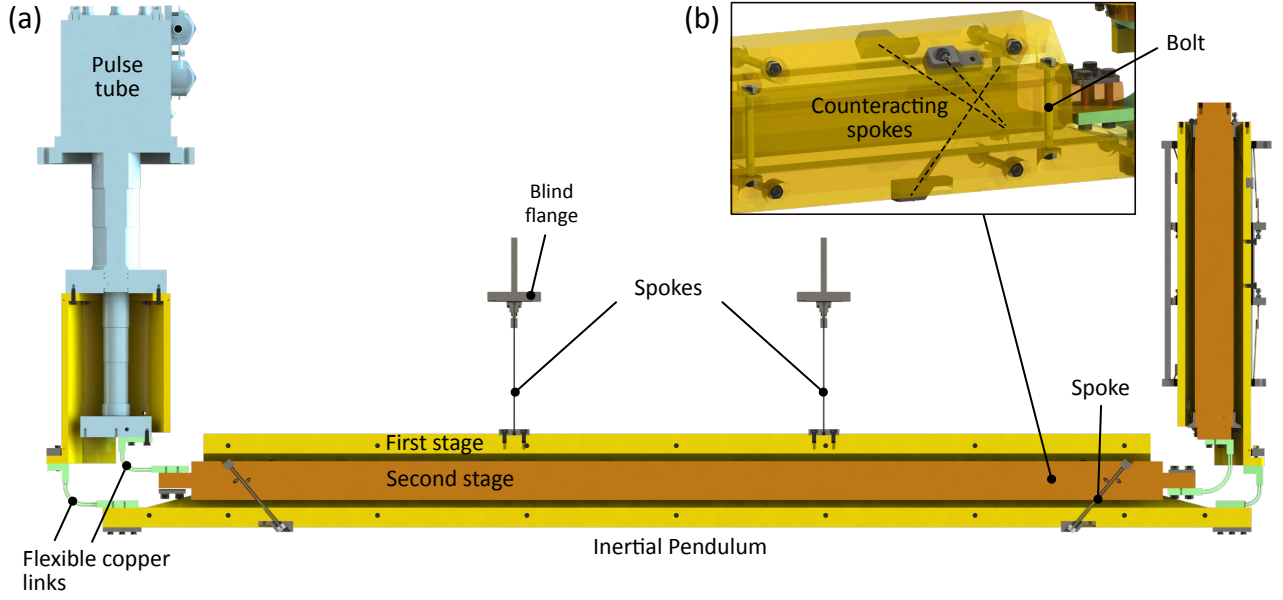 (a)
Pulse
tube
(b)
Bolt
Counteracting
spokes
Blind
flange
Spokes
Spoke
First stage
Second stage
Flexible copper
links
Inertial Pendulum